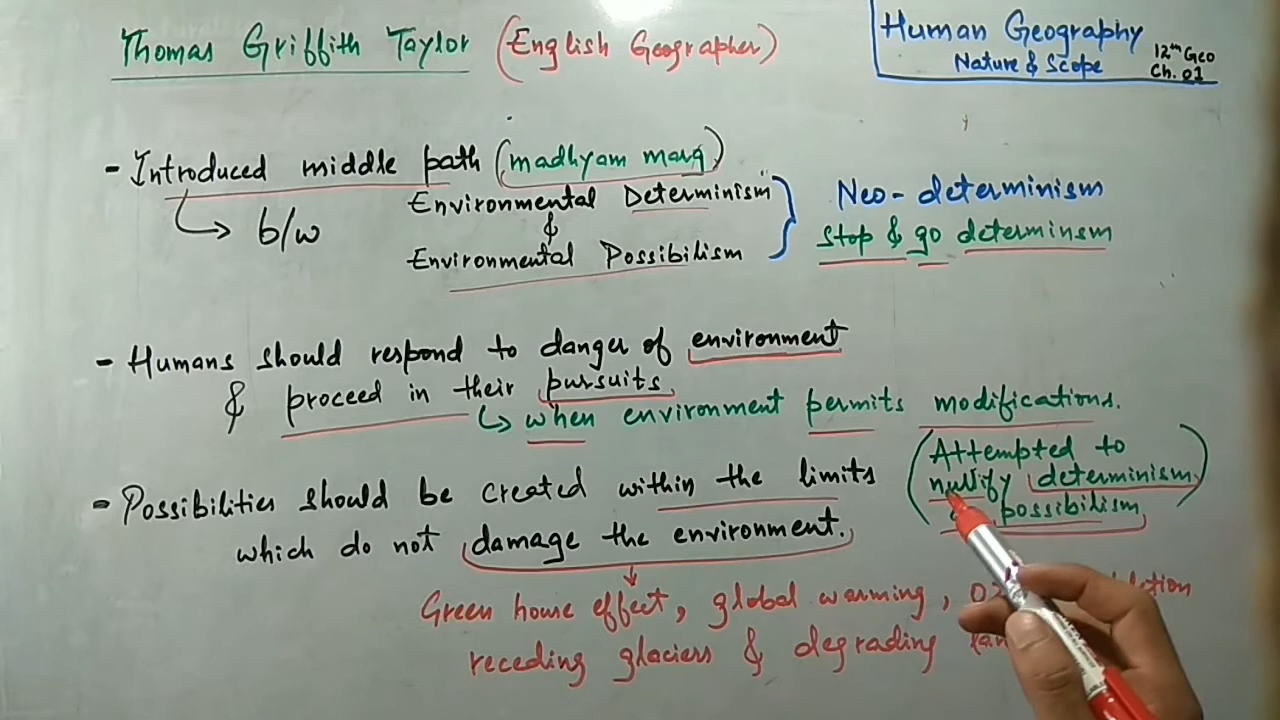 Thomas Griffith Taylor (English Geographer)
Human Geography
Nature & Scope
12th Geo
Ch. 01
- Introduced middle path (madhyam marg)
b/w
Environmental Determinism
&
Environmental Possibilism
Neo-determinism
Stop & go determinsm
- Humans should respond to danger of environment
& proceed in their pursuits.
when environment permits modifications.
- Possibilities should be created within the limits
which do not damage the environment.
(Attempted to
nullify determinism
possibilism)
Green house effect, global warming,
receding glaciers & degrading